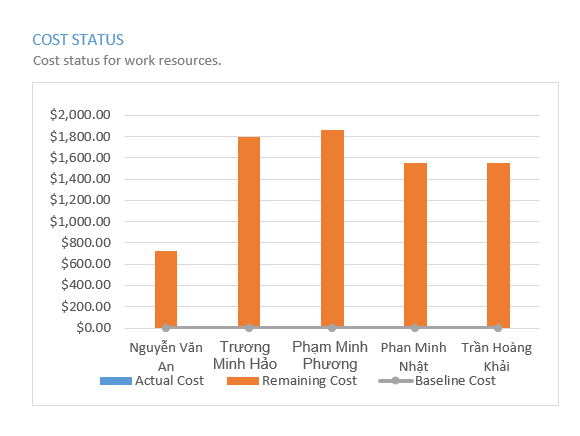 COST STATUS
Cost status for work resources.
$2,000.00
$1,800.00
$1,600.00
$1,400.00
$1,200.00
$1,000.00
$800.00
$600.00
$400.00
$200.00
$0.00
Nguyễn Văn An
Trương Minh Hảo
Phạm Minh Phương
Phan Minh Nhật
Trần Hoàng Khải
Actual Cost
Remaining Cost
Baseline Cost